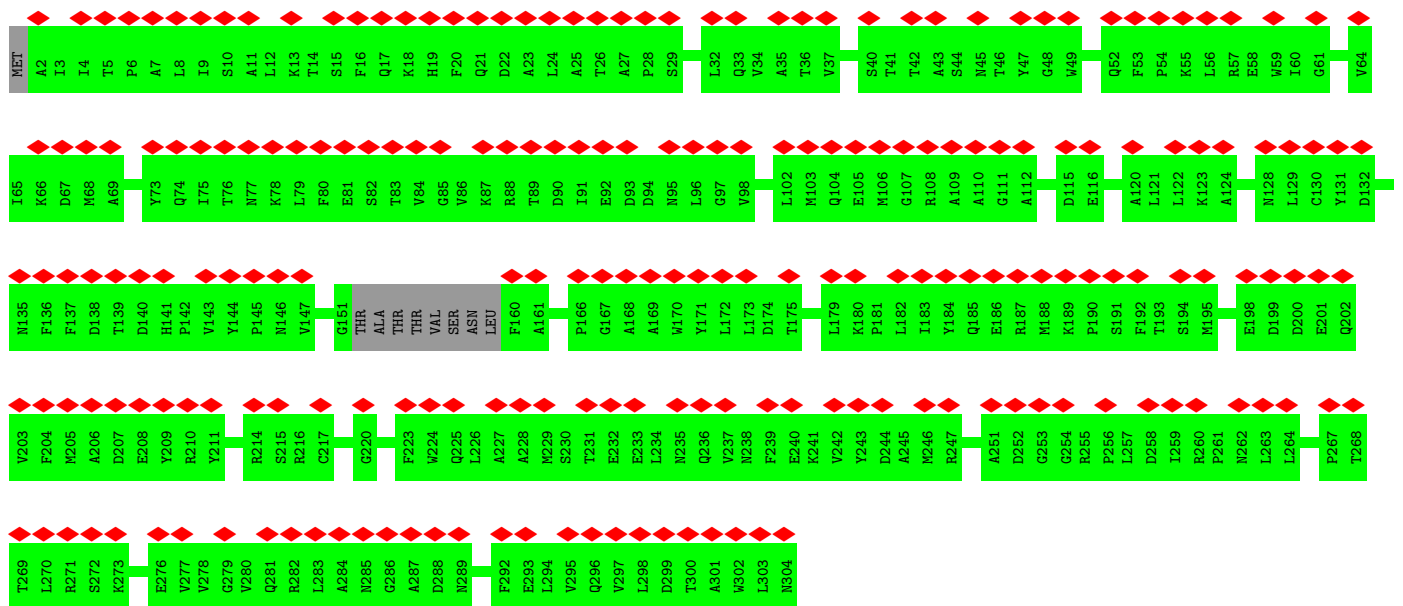 MET A2 I3 I4 T5 P6 A7 L8 I9 S10 A11 L12 K13 T14 S15 F16 Q17 K18 H19 F20 Q21 D22 A23 L24 A25 T26 A27 P28 S29 L32 Q33 V34 A35 T36 V37 S40 T41 T42 A43 S44 N45 T46 Y47 G48 W49 Q52 F53 P54 K55 L56 R57 E58 W59 I60 G61 V64
I65 K66 D67 M68 A69 Y73 Q74 I75 T76 N77 K78 L79 F80 E81 S82 T83 V84 G85 V86 K87 R88 T89 D90 I91 E92 D93 D94 N95 L96 G97 V98 L102 M103 Q104 E105 M106 G107 R108 A109 A110 G111 A112 D115 E116 A120 L121 L122 K123 A124 N128 L129 C130 Y131 D132
N135 F136 F137 D138 T139 D140 H141 P142 V143 Y144 P145 N146 V147 G151 THR ALA THR THR VAL SER ASN LEU F160 A161 P166 G167 A168 A169 W170 Y171 L172 L173 D174 T175 L179 K180 P181 L182 I183 Y184 Q185 E186 R187 M188 K189 P190 S191 F192 T193 S194 M195 E198 D199 D200 E201 Q202
V203 F204 M205 A206 D207 E208 Y209 R210 Y211 R214 S215 R216 C217 G220 F223 W224 Q225 L226 A227 A228 M229 S230 T231 E232 E233 L234 N235 Q236 V237 N238 F239 E240 K241 V242 Y243 D244 A245 M246 R247 A251 D252 G253 G254 R255 P256 L257 D258 I259 R260 P261 N262 L263 L264 P267 T268
T269 L270 R271 S272 K273 E276 V277 V278 G279 V280 Q281 R282 L283 A284 N285 G286 A287 D288 N289 F292 E293 L294 V295 Q296 V297 L298 D299 T300 A301 W302 L303 N304